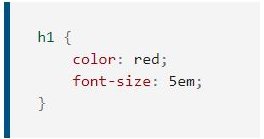 h1 {
    color: red;
    font-size: 5em;
}